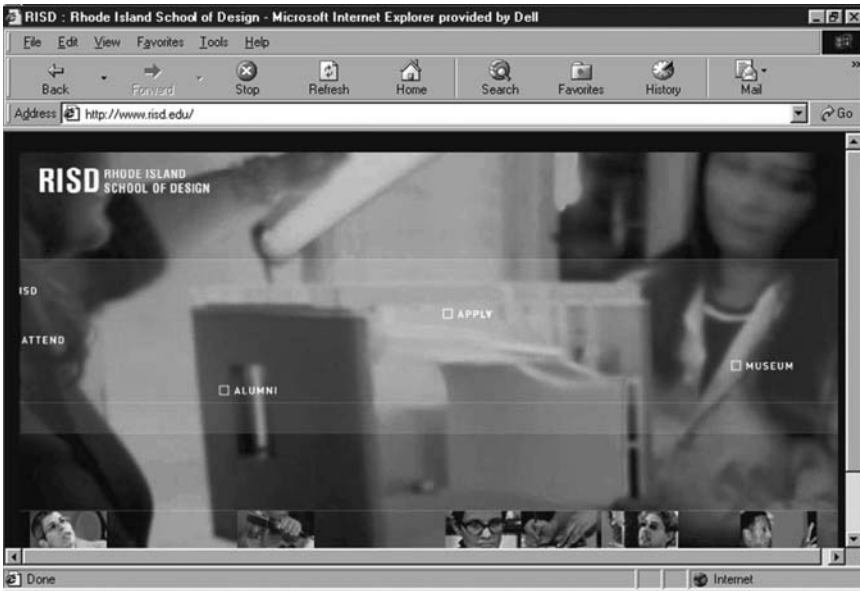 RISD : Rhode Island School of Design - Microsoft Internet Explorer provided by Dell
File Edit View Favorites Tools Help
Back Forward Stop Refresh Home Search Favorites History Mail »
Address http://www.risd.edu/ Go
RISD RHODE ISLAND
SCHOOL OF DESIGN
ISD
APPLY
ATTEND
MUSEUM
ALUMNI
Done Internet